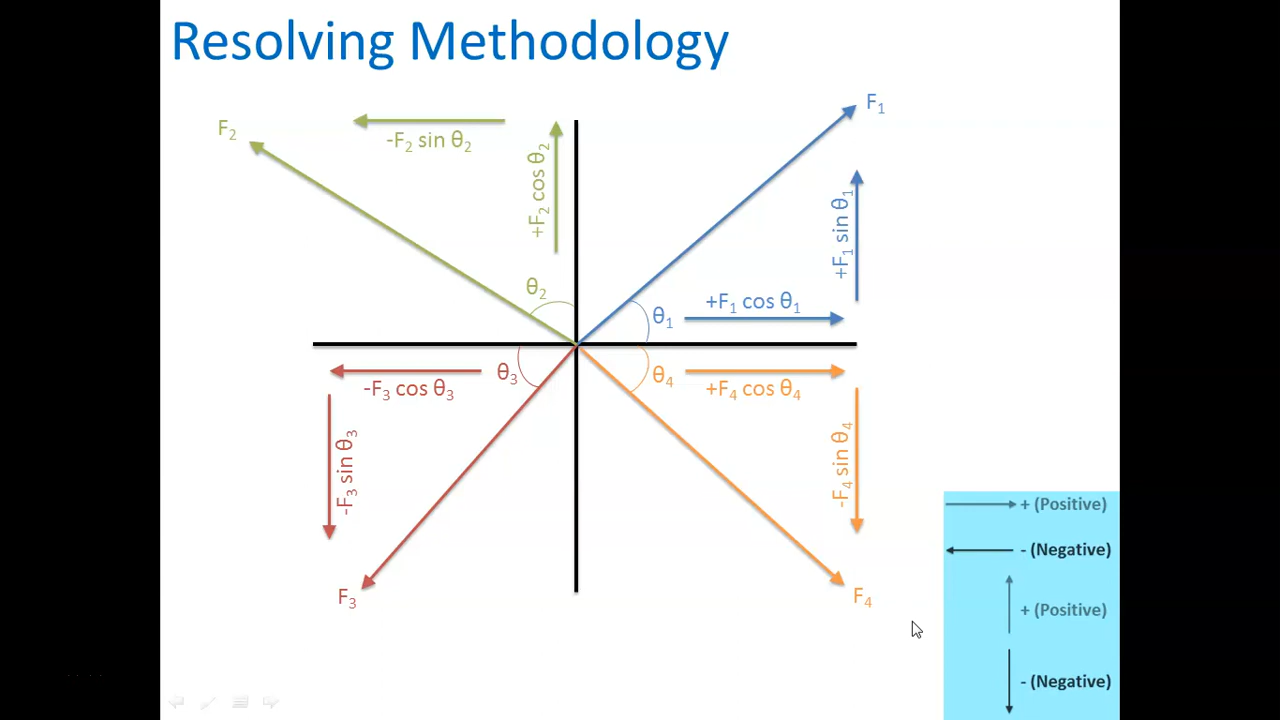 Resolving Methodology
F₁
F₂
-F₂ sin θ₂
+F₂ cos θ₂
+F₁ sin θ₁
θ₂
+F₁ cos θ₁
θ₁
θ₃
θ₄
-F₃ cos θ₃
+F₄ cos θ₄
-F₃ sin θ₃
-F₄ sin θ₄
F₃
F₄
+ (Positive)
- (Negative)
+ (Positive)
- (Negative)